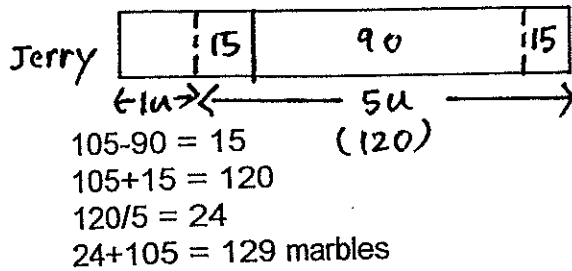 Jerry 15 90 15
1u 5u
(120)
105-90 = 15
105+15 = 120
120/5 = 24
24+105 = 129 marbles